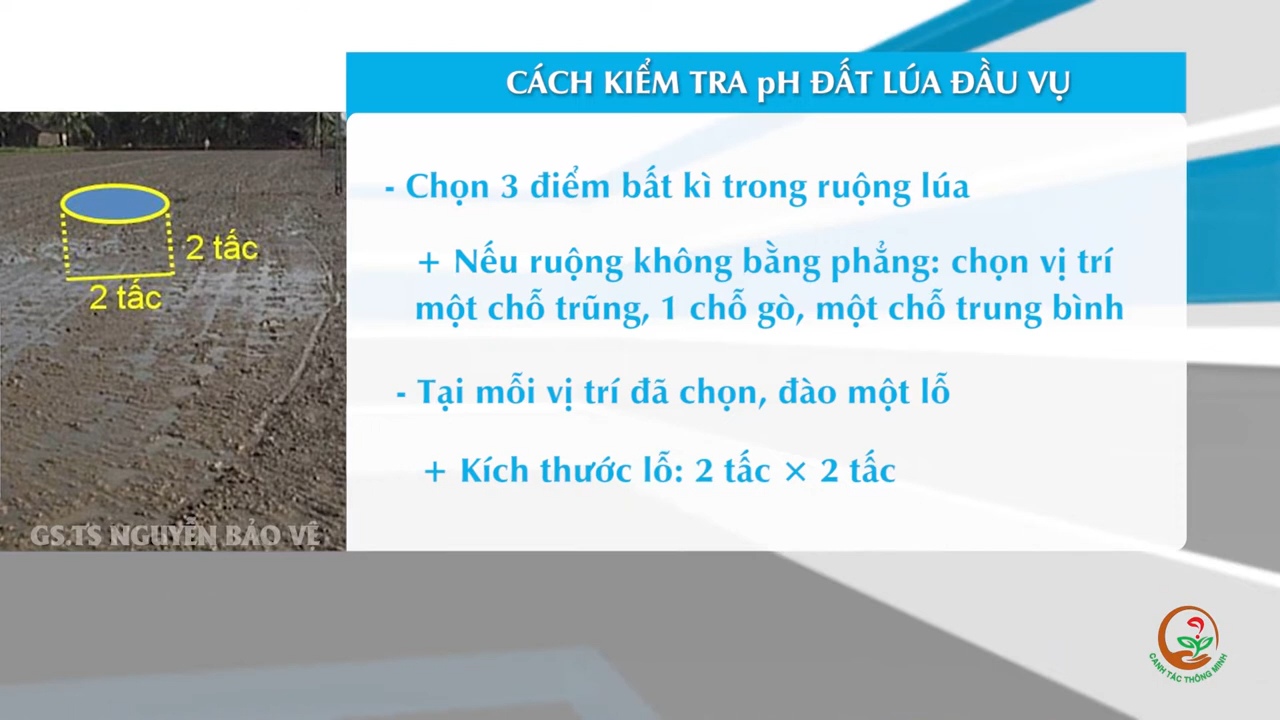 CÁCH KIỂM TRA pH ĐẤT LÚA ĐẦU VỤ
- Chọn 3 điểm bất kì trong ruộng lúa
+ Nếu ruộng không bằng phẳng: chọn vị trí
một chỗ trũng, 1 chỗ gò, một chỗ trung bình
- Tại mỗi vị trí đã chọn, đào một lỗ
+ Kích thước lỗ: 2 tấc × 2 tấc
2 tấc
2 tấc
GS.TS NGUYỄN BẢO VỆ
CANH TÁC THÔNG MINH